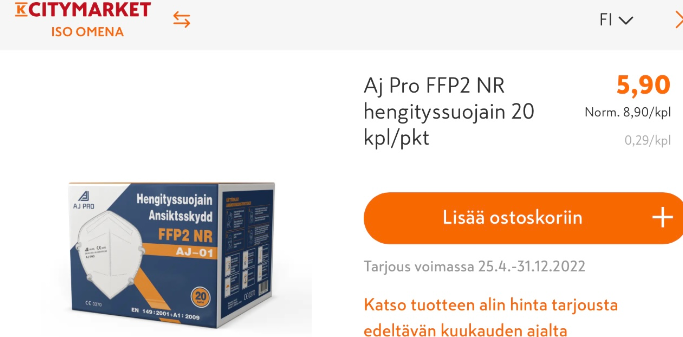 K CITYMARKET
ISO OMENA
FI
Aj Pro FFP2 NR
hengityssuojain 20
kpl/pkt
5,90
Norm. 8,90/kpl
0,29/kpl
AJ PRO
Hengityssuojain
Ansiktsskydd
FFP2 NR
AJ-01
20
EN 149:2001+A1:2009
Lisää ostoskoriin
Tarjous voimassa 25.4.-31.12.2022
Katso tuotteen alin hinta tarjousta
edeltävän kuukauden ajalta